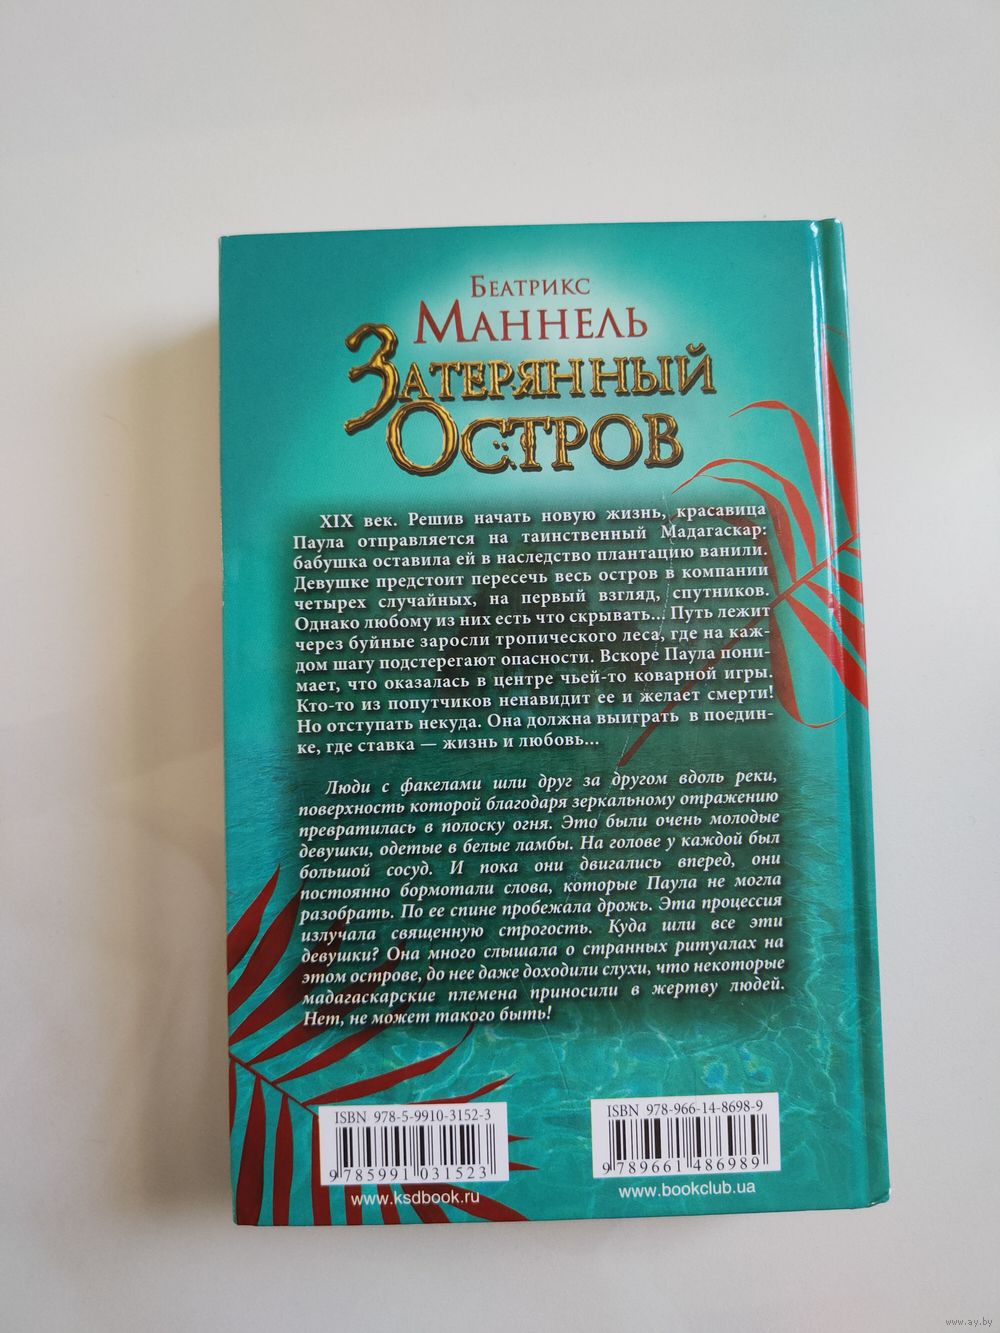 Беатрикс
Маннель
Затерянный
Остров
XIX век. Решив начать новую жизнь, красавица
Паула отправляется на таинственный Мадагаскар:
бабушка оставила ей в наследство плантацию ванили.
Девушке предстоит пересечь весь остров в компании
четырех случайных, на первый взгляд, спутников.
Однако любому из них есть что скрывать... Путь лежит
через буйные заросли тропического леса, где на каж-
дом шагу подстерегают опасности. Вскоре Паула пони-
мает, что оказалась в центре чьей-то коварной игры.
Кто-то из попутчиков ненавидит ее и желает смерти!
Но отступать некуда. Она должна выиграть в поедин-
ке, где ставка — жизнь и любовь...
Люди с факелами шли друг за другом вдоль реки,
поверхность которой благодаря зеркальному отражению
превратилась в полоску огня. Это были очень молодые
девушки, одетые в белые ламбы. На голове у каждой был
большой сосуд. И пока они двигались вперед, они
постоянно бормотали слова, которые Паула не могла
разобрать. По ее спине пробежала дрожь. Эта процессия
излучала священную строгость. Куда шли все эти
девушки? Она много слышала о странных ритуалах на
этом острове, до нее даже доходили слухи, что некоторые
мадагаскарские племена приносили в жертву людей.
Нет, не может такого быть!
ISBN 978-5-9910-3152-3
9 785991 031523
www.ksdbook.ru
ISBN 978-966-14-8698-9
9 789661 486989
www.bookclub.ua
www.ay.by